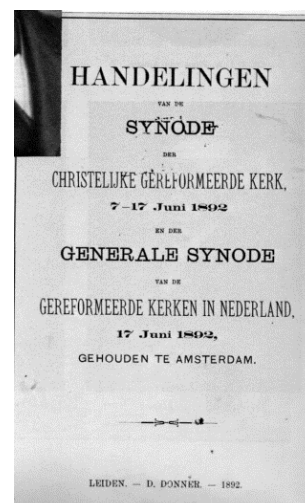 HANDELINGEN
VAN DE
SYNODE
DER
CHRISTELIJKE GEREFORMEERDE KERK,
7-17 Juni 1892
EN DER
GENERALE SYNODE
VAN DE
GEREFORMEERDE KERKEN IN NEDERLAND,
17 Juni 1892,
GEHOUDEN TE AMSTERDAM.
LEIDEN. — D. DONNER. — 1892.